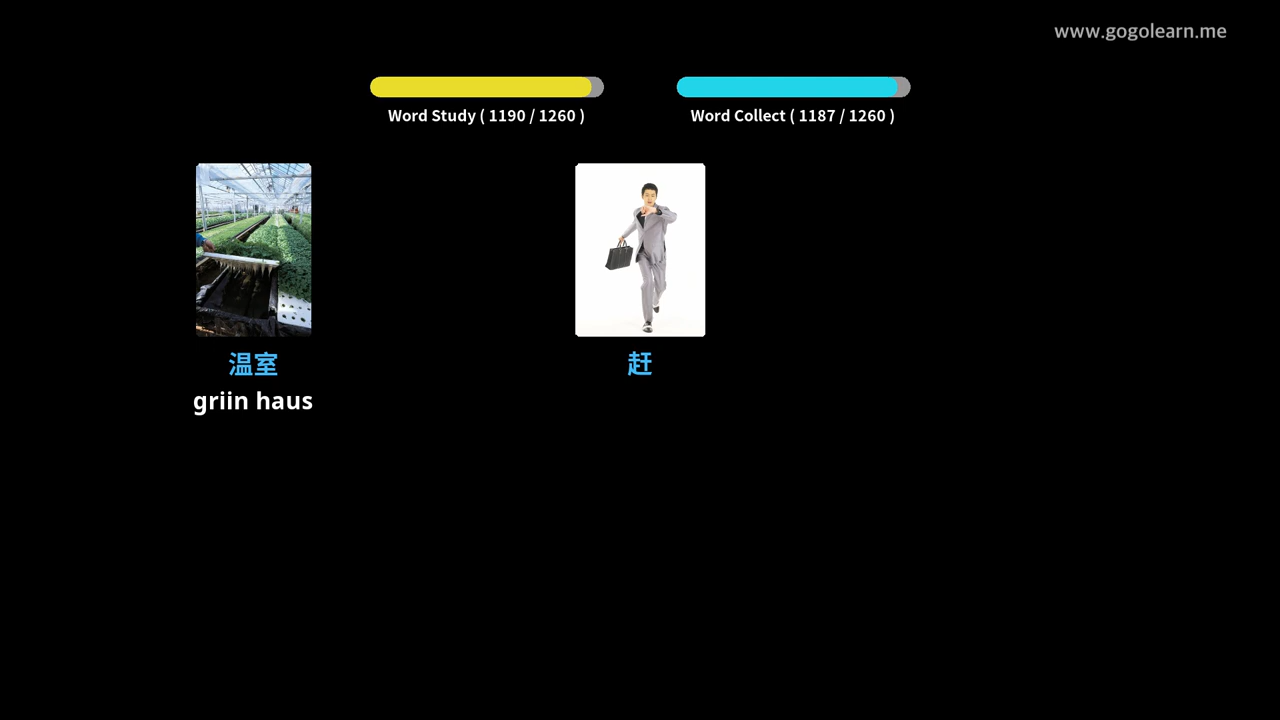 www.gogolearn.me
Word Study ( 1190 / 1260 )
Word Collect ( 1187 / 1260 )
温室
赶
griin haus